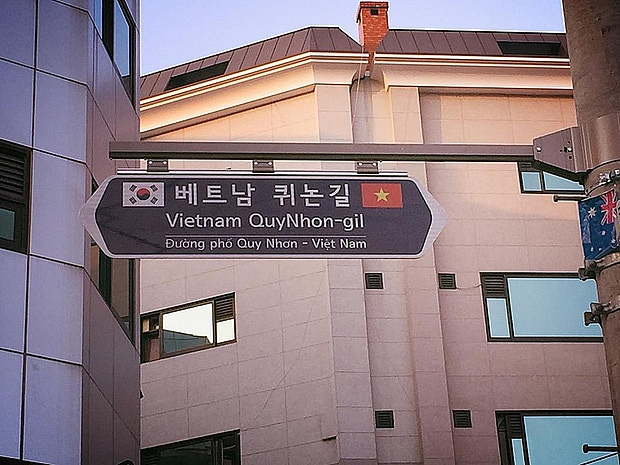 베트남 퀴논길
Vietnam QuyNhon-gil
Đường phố Quy Nhơn - Việt Nam